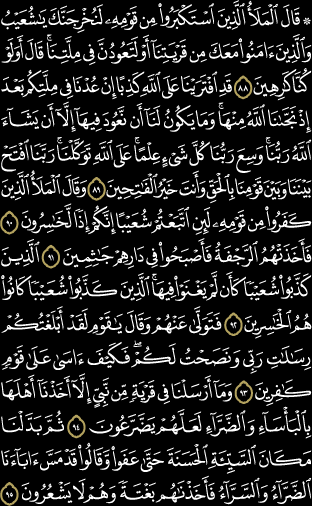 ۞ قَالَ ٱلْمَلَأُ ٱلَّذِينَ ٱسْتَكْبَرُوا۟ مِن قَوْمِهِۦ لَنُخْرِجَنَّكَ يَٰشُعَيْبُ
وَٱلَّذِينَ ءَامَنُوا۟ مَعَكَ مِن قَرْيَتِنَآ أَوْ لَتَعُودُنَّ فِى مِلَّتِنَا ۚ قَالَ أَوَلَوْ
كُنَّا كَٰرِهِينَ ٨٨ قَدِ ٱفْتَرَيْنَا عَلَى ٱللَّهِ كَذِبًا إِنْ عُدْنَا فِى مِلَّتِكُم بَعْدَ
إِذْ نَجَّىٰنَا ٱللَّهُ مِنْهَا ۚ وَمَا يَكُونُ لَنَآ أَن نَّعُودَ فِيهَآ إِلَّآ أَن يَشَآءَ
ٱللَّهُ رَبُّنَا ۚ وَسِعَ رَبُّنَا كُلَّ شَىْءٍ عِلْمًا ۚ عَلَى ٱللَّهِ تَوَكَّلْنَا ۚ رَبَّنَا ٱفْتَحْ
بَيْنَنَا وَبَيْنَ قَوْمِنَا بِٱلْحَقِّ وَأَنتَ خَيْرُ ٱلْفَٰتِحِينَ ٨٩ وَقَالَ ٱلْمَلَأُ ٱلَّذِينَ
كَفَرُوا۟ مِن قَوْمِهِۦ لَئِنِ ٱتَّبَعْتُمْ شُعَيْبًا إِنَّكُمْ إِذًا لَّخَٰسِرُونَ ٩٠
فَأَخَذَتْهُمُ ٱلرَّجْفَةُ فَأَصْبَحُوا۟ فِى دَارِهِمْ جَٰثِمِينَ ٩١ ٱلَّذِينَ
كَذَّبُوا۟ شُعَيْبًا كَأَن لَّمْ يَغْنَوْا۟ فِيهَا ۚ ٱلَّذِينَ كَذَّبُوا۟ شُعَيْبًا كَانُوا۟
هُمُ ٱلْخَٰسِرِينَ ٩٢ فَتَوَلَّىٰ عَنْهُمْ وَقَالَ يَٰقَوْمِ لَقَدْ أَبْلَغْتُكُمْ
رِسَٰلَٰتِ رَبِّى وَنَصَحْتُ لَكُمْ ۖ فَكَيْفَ ءَاسَىٰ عَلَىٰ قَوْمٍ
كَٰفِرِينَ ٩٣ وَمَآ أَرْسَلْنَا فِى قَرْيَةٍ مِّن نَّبِىٍّ إِلَّآ أَخَذْنَآ أَهْلَهَا
بِٱلْبَأْسَآءِ وَٱلضَّرَّآءِ لَعَلَّهُمْ يَضَّرَّعُونَ ٩٤ ثُمَّ بَدَّلْنَا
مَكَانَ ٱلسَّيِّئَةِ ٱلْحَسَنَةَ حَتَّىٰ عَفَوا۟ وَّقَالُوا۟ قَدْ مَسَّ ءَابَآءَنَا
ٱلضَّرَّآءُ وَٱلسَّرَّآءُ فَأَخَذْنَٰهُم بَغْتَةً وَهُمْ لَا يَشْعُرُونَ ٩٥